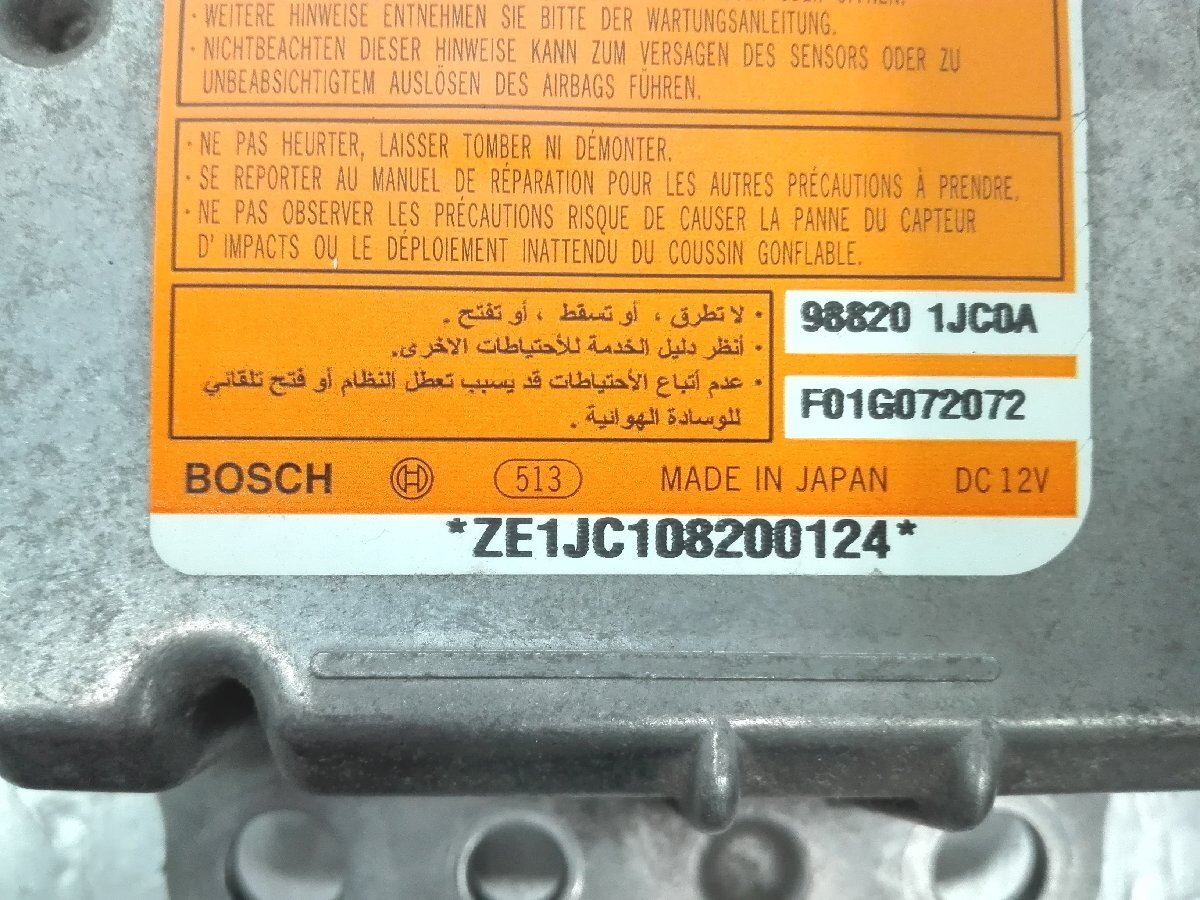 · WEITERE HINWEISE ENTNEHMEN SIE BITTE DER WARTUNGSANLEITUNG.
· NICHTBEACHTEN DIESER HINWEISE KANN ZUM VERSAGEN DES SENSORS ODER ZU
UNBEABSICHTIGTEM AUSLÖSEN DES AIRBAGS FÜHREN.
· NE PAS HEURTER, LAISSER TOMBER NI DÉMONTER.
· SE REPORTER AU MANUEL DE RÉPARATION POUR LES AUTRES PRÉCAUTIONS À PRENDRE.
· NE PAS OBSERVER LES PRÉCAUTIONS RISQUE DE CAUSER LA PANNE DU CAPTEUR
D'IMPACTS OU LE DÉPLOIEMENT INATTENDU DU COUSSIN GONFLABLE.
· لا تطرق ، أو تسقط ، أو تفتح .
· أنظر دليل الخدمة للأحتياطات الاخرى.
· عدم أتباع الأحتياطات قد يسبب تعطل النظام أو فتح تلقائي
للوسادة الهوائية .
98820 1JC0A
F01G072072
BOSCH 513 MADE IN JAPAN DC 12V
*ZE1JC108200124*